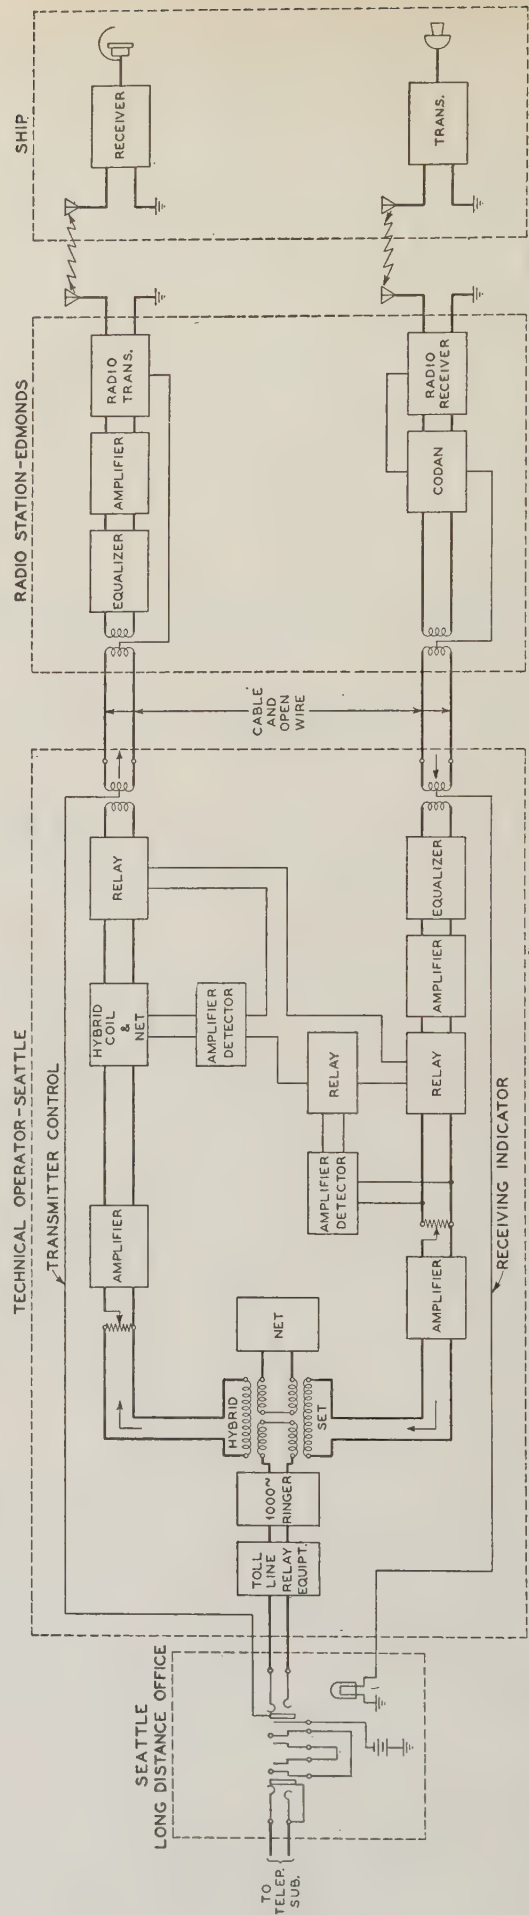 SEATTLE
LONG DISTANCE OFFICE
TO
TELEP.
SUB.
TECHNICAL OPERATOR-SEATTLE
TRANSMITTER CONTROL
TOLL
LINE
RELAY
EQUIPT.
1000~
RINGER
HYBRID
SET
NET
AMPLIFIER
HYBRID
COIL
&
NET
RELAY
AMPLIFIER
DETECTOR
RELAY
AMPLIFIER
DETECTOR
AMPLIFIER
RELAY
AMPLIFIER
EQUALIZER
RECEIVING INDICATOR
CABLE
AND
OPEN
WIRE
RADIO STATION-EDMONDS
EQUALIZER
AMPLIFIER
RADIO
TRANS.
CODAN
RADIO
RECEIVER
SHIP
RECEIVER
TRANS.